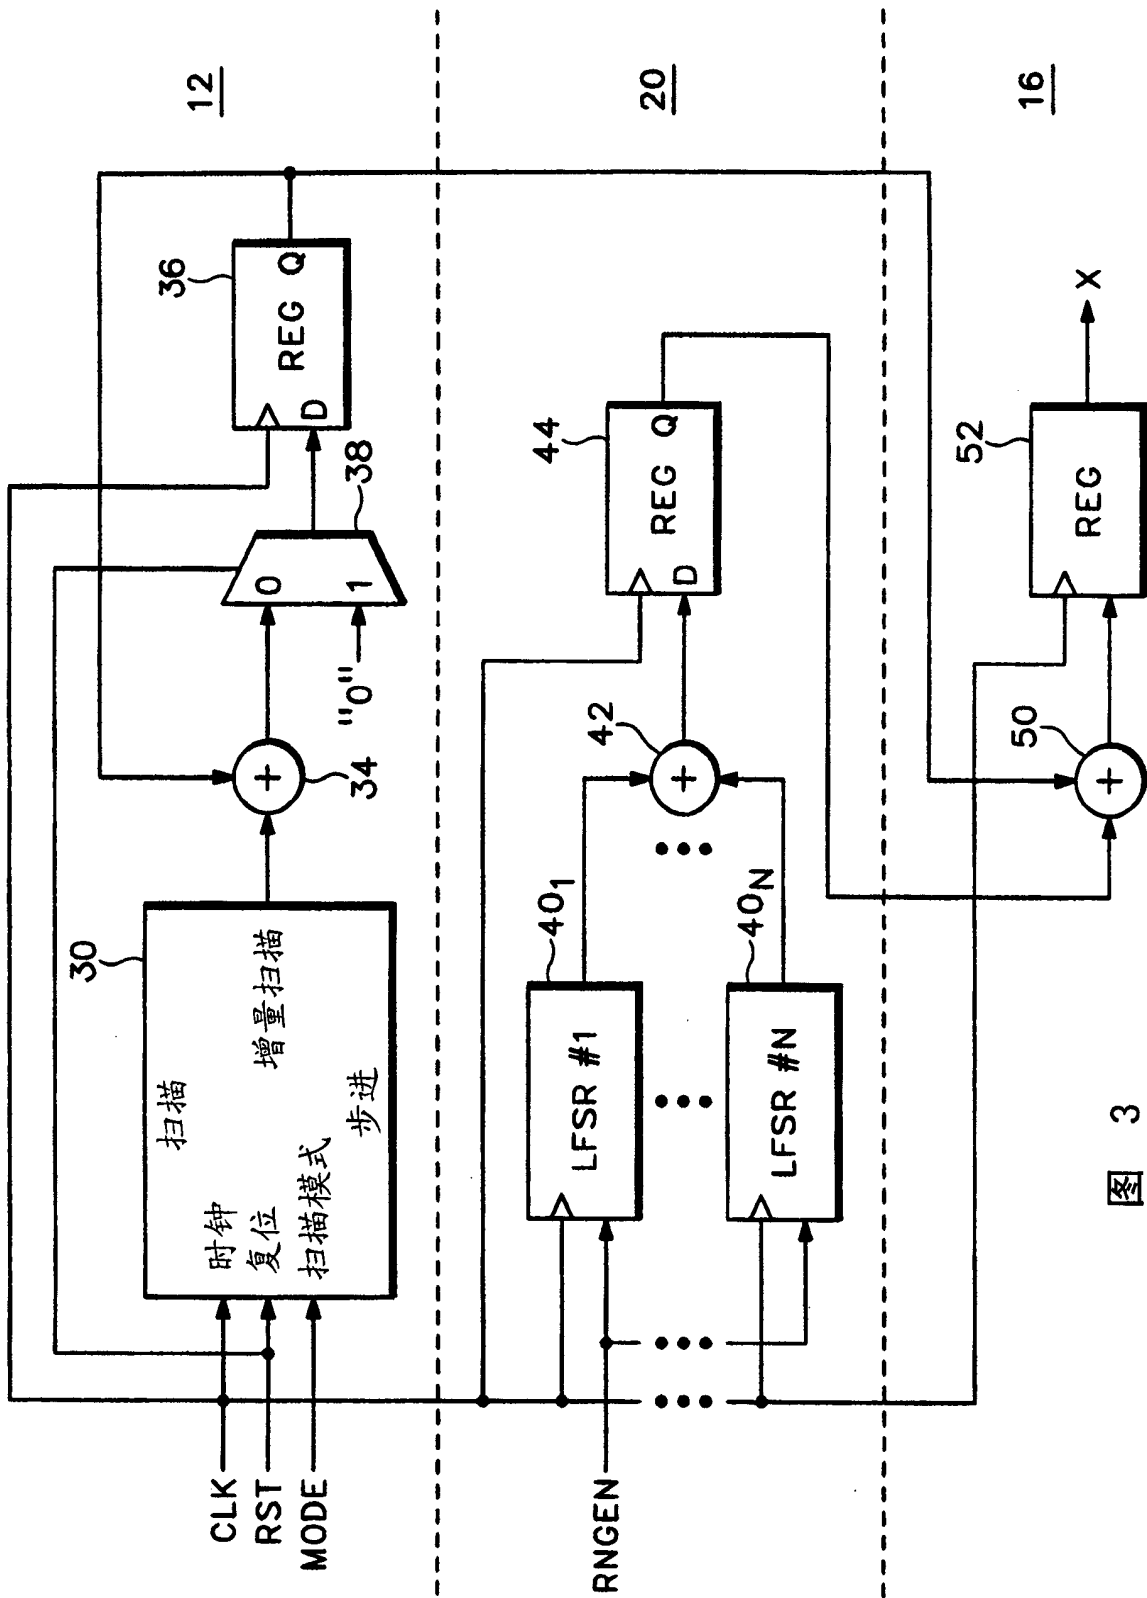 12
CLK
RST
MODE
时钟
复位
扫描模式
扫描
增量扫描
步进
30
34
"0"
0
1
38
36
REG
D
Q
20
RNGEN
LFSR #1
40₁
LFSR #N
40N
42
44
REG
D
Q
16
50
52
REG
X
图 3